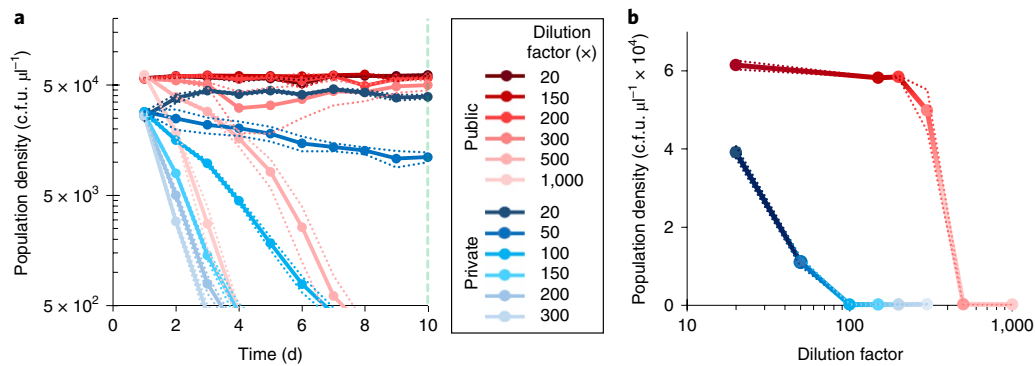 a
Population density (c.f.u. μl⁻¹)
5 × 10⁴
5 × 10³
5 × 10²
0
2
4
6
8
10
Time (d)
Dilution
factor (×)
Public
20
150
200
300
500
1,000
Private
20
50
100
150
200
300
b
Population density (c.f.u. μl⁻¹ × 10⁴)
6
4
2
0
10
100
1,000
Dilution factor